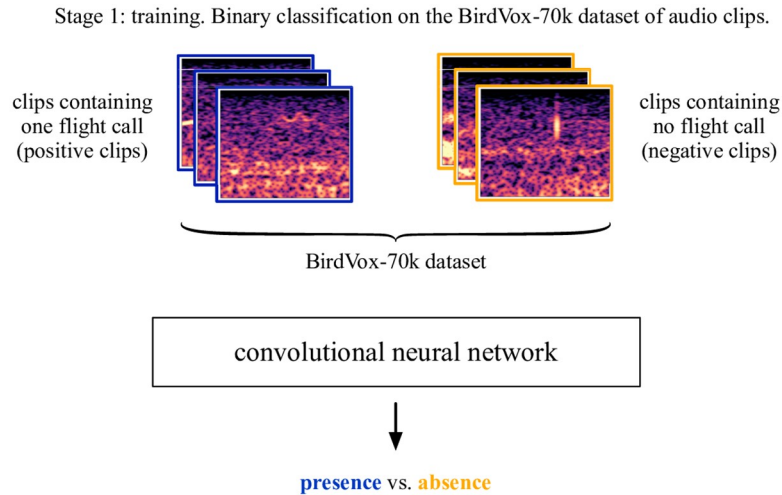 Stage 1: training. Binary classification on the BirdVox-70k dataset of audio clips.
clips containing
one flight call
(positive clips)
clips containing
no flight call
(negative clips)
BirdVox-70k dataset
convolutional neural network
presence vs. absence